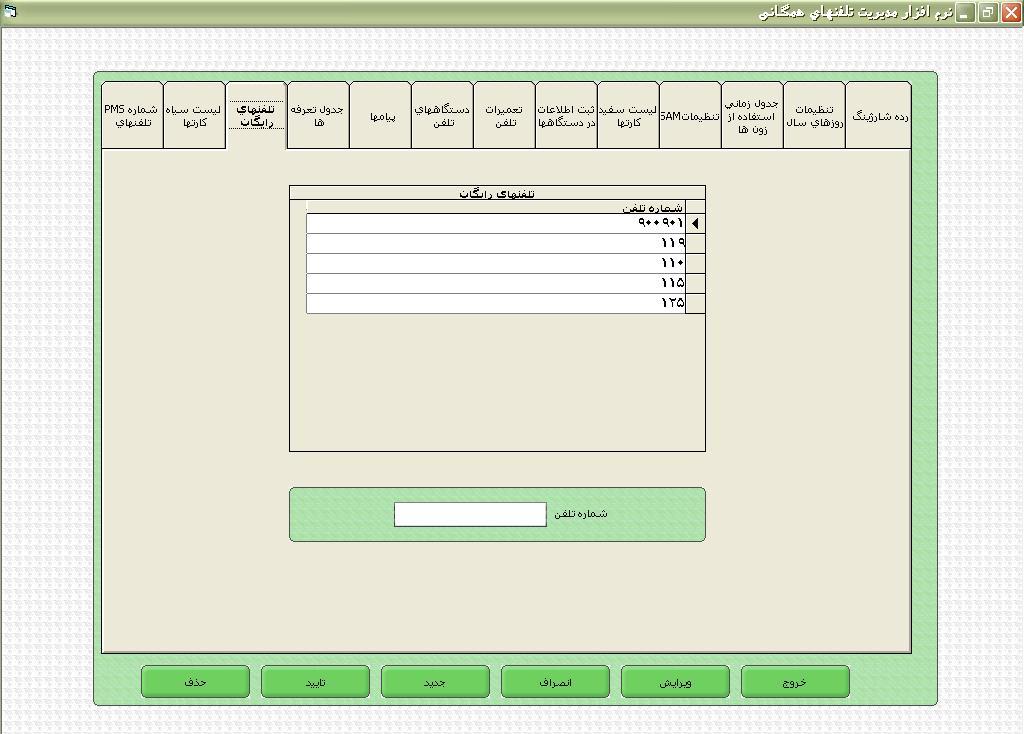 نرم افزار مديريت تلفنهاي همگاني
رده شارژينگ
تنظيمات
روزهاي سال
جدول زماني
استفاده از
زون ها
تنظيماتSAM
ليست سفيد
کارتها
ثبت اطلاعات
در دستگاهها
تعميرات
تلفن
دستگاههاي
تلفن
پيامها
جدول تعرفه
ها
تلفنهاي
رايگان
ليست سياه
کارتها
شماره PMS
تلفنهاي
تلفنهاي رايگان
شماره تلفن
۹۰۰۹۰۱
۱۱۹
۱۱۰
۱۱۵
۱۲۵
شماره تلفن
خروج
ويرايش
انصراف
جديد
تاييد
حذف